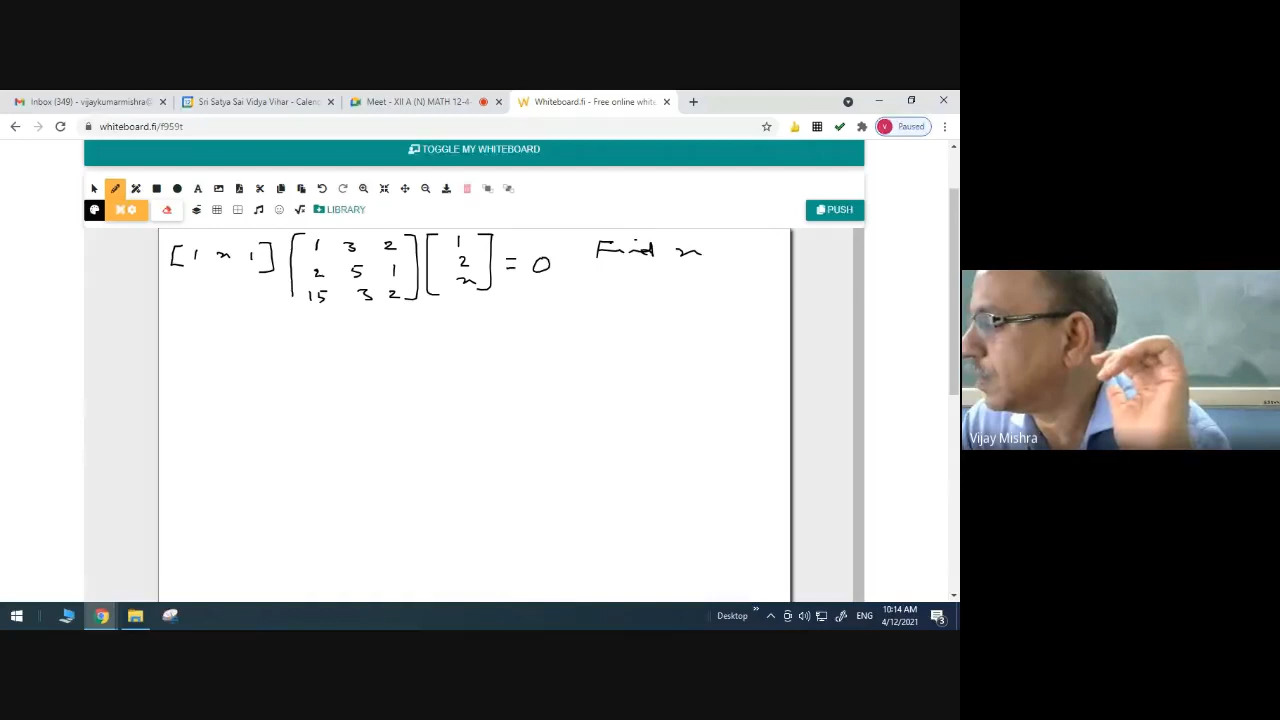 Inbox (349) - vijaykumarmishra@
Sri Satya Sai Vidya Vihar - Calend
Meet - XII A (N) MATH 12-4-
Whiteboard.fi - Free online white
whiteboard.fi/f959t
V Paused
TOGGLE MY WHITEBOARD
A
LIBRARY
PUSH
[1 x 1] [1 3 2 [1
2 5 1 2
15 3 2] x] = 0 Find x
Vijay Mishra
Desktop
ENG
10:14 AM
4/12/2021
3